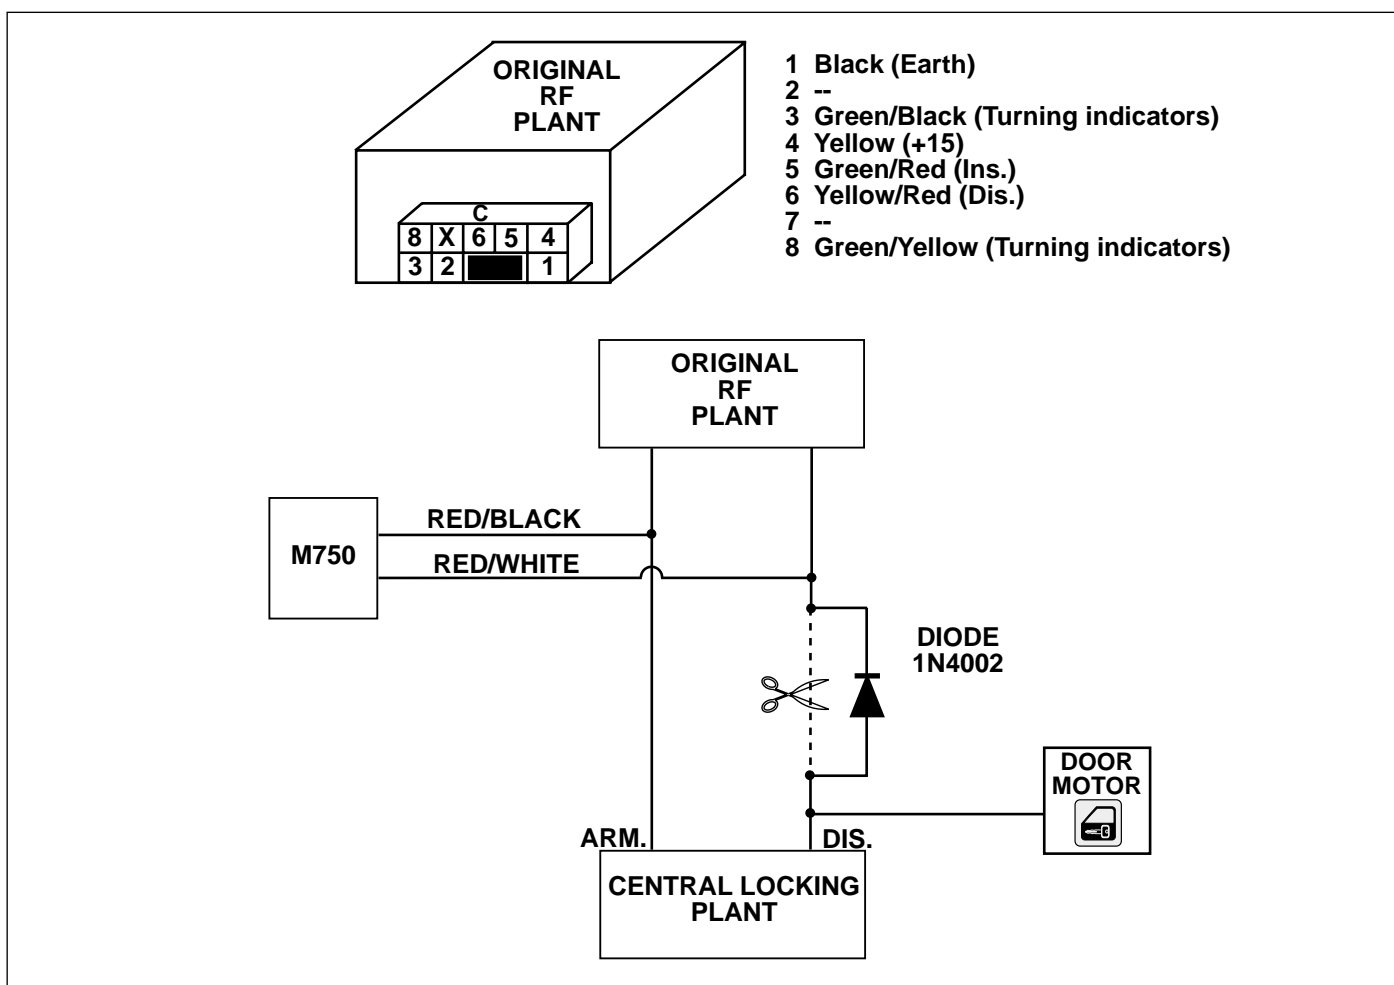 ORIGINAL
RF
PLANT
C
8 X 6 5 4
3 2 1
1 Black (Earth)
2 --
3 Green/Black (Turning indicators)
4 Yellow (+15)
5 Green/Red (Ins.)
6 Yellow/Red (Dis.)
7 --
8 Green/Yellow (Turning indicators)
ORIGINAL
RF
PLANT
M750
RED/BLACK
RED/WHITE
DIODE
1N4002
DOOR
MOTOR
ARM.
DIS.
CENTRAL LOCKING
PLANT